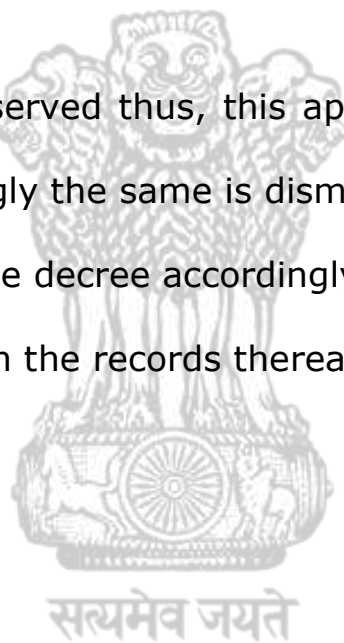 served thus, this ap
gly the same is dism
e decree accordingly
the records therea
सत्यमेव जयते